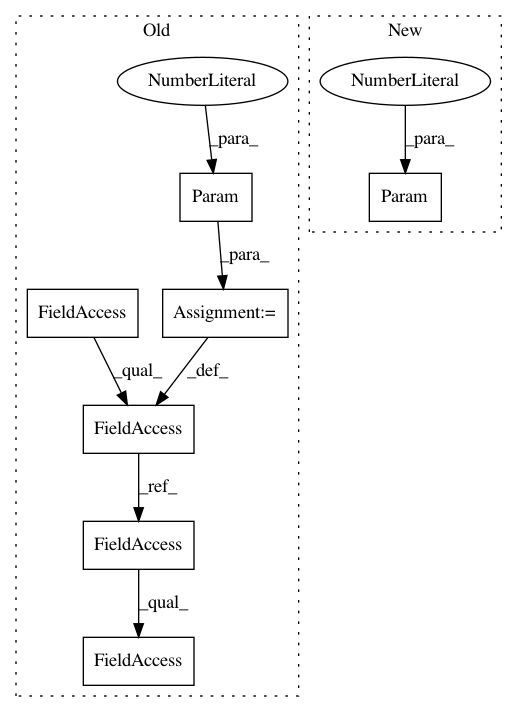 Old
New
NumberLiteral
NumberLiteral
_para_
_para_
Param
Param
_para_
FieldAccess
Assignment:=
_qual_
_def_
FieldAccess
_ref_
FieldAccess
_qual_
FieldAccess